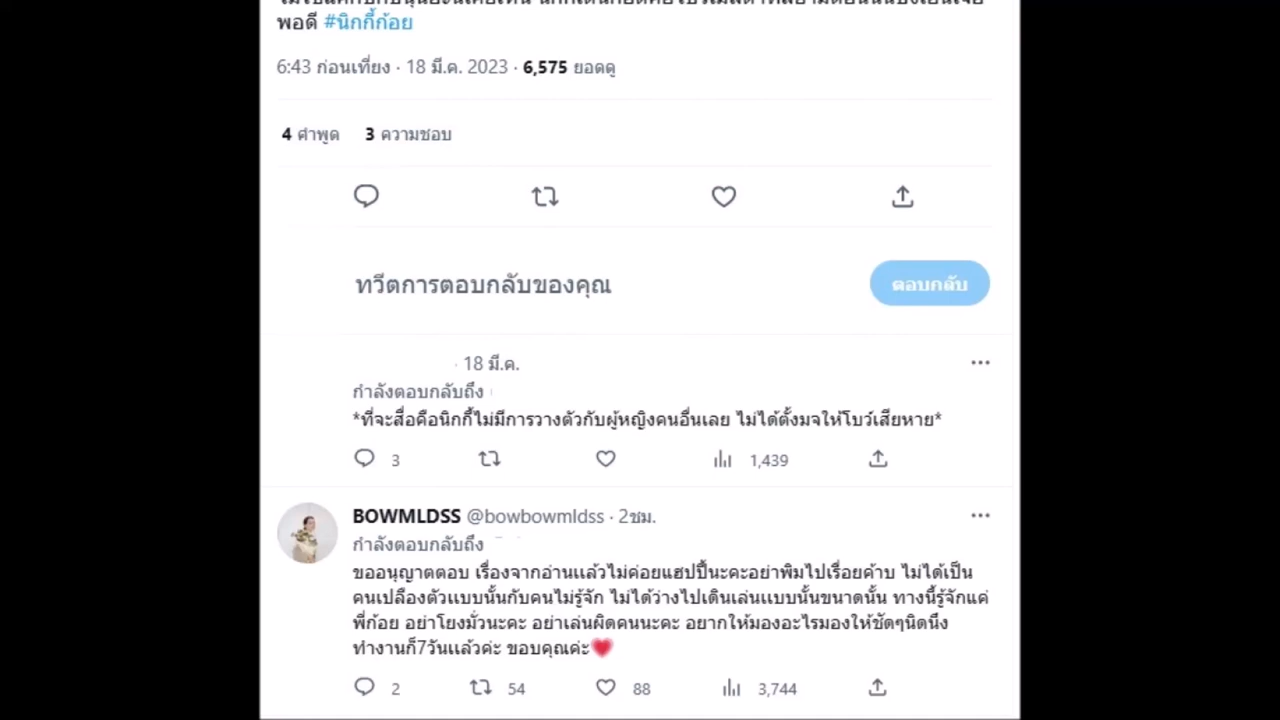 พอดี #นิกกี้ก้อย
6:43 ก่อนเที่ยง · 18 มี.ค. 2023 · 6,575 ยอดดู
4 คำพูด 3 ความชอบ
ทวีตการตอบกลับของคุณ
ตอบกลับ
· 18 มี.ค.
กำลังตอบกลับถึง
*ที่จะสื่อคือนิกกี้ไม่มีการวางตัวกับผู้หญิงคนอื่นเลย ไม่ได้ตั้งมจให้โบว์เสียหาย*
3 1,439
BOWMLDSS @bowbowmldss · 2ชม.
กำลังตอบกลับถึง
ขออนุญาตตอบ เรื่องจากอ่านแล้วไม่ค่อยแฮปปี้นะคะอย่าพิมไปเรื่อยค้าบ ไม่ได้เป็น
คนเปลืองตัวแบบนั้นกับคนไม่รู้จัก ไม่ได้ว่างไปเดินเล่นแบบนั้นขนาดนั้น ทางนี้รู้จักแค่
พี่ก้อย อย่าโยงมั่วนะคะ อย่าเล่นผิดคนนะคะ อยากให้มองอะไรมองให้ชัดๆนิดนึง
ทำงานก็7วันแล้วค่ะ ขอบคุณค่ะ💗
2 54 88 3,744